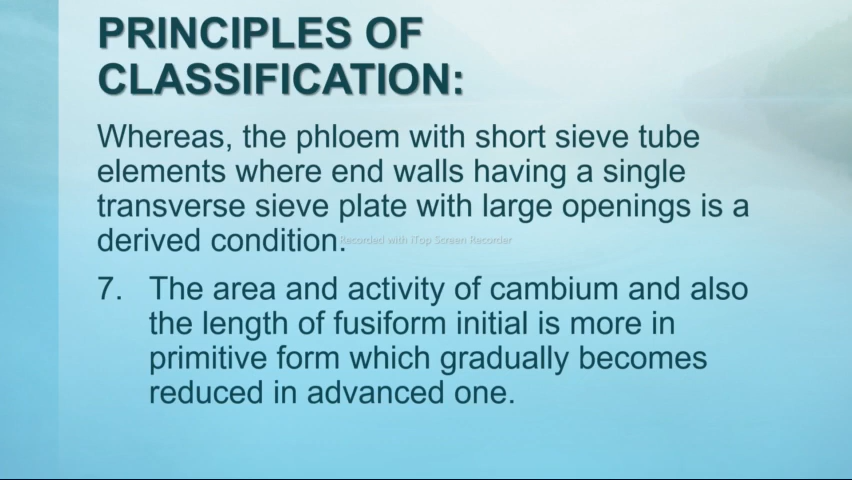 PRINCIPLES OF
CLASSIFICATION:
Whereas, the phloem with short sieve tube
elements where end walls having a single
transverse sieve plate with large openings is a
derived condition.
Recorded with iTop Screen Recorder
7. The area and activity of cambium and also
the length of fusiform initial is more in
primitive form which gradually becomes
reduced in advanced one.